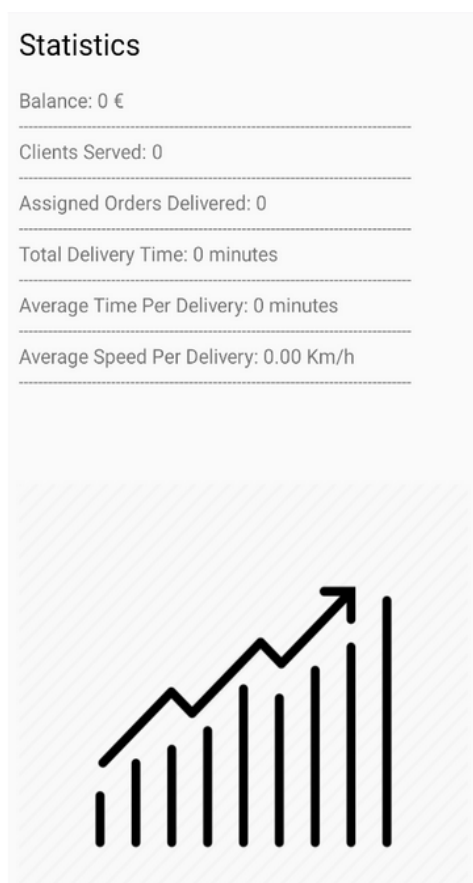 Statistics
Balance: 0 €
Clients Served: 0
Assigned Orders Delivered: 0
Total Delivery Time: 0 minutes
Average Time Per Delivery: 0 minutes
Average Speed Per Delivery: 0.00 Km/h